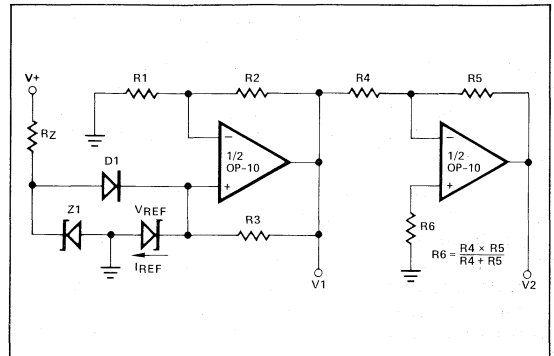 V+
R1
R2
R4
R5
RZ
D1
−
1/2
OP-10
+
−
1/2
OP-10
+
Z1
VREF
R3
R6
IREF
R6 = R4 × R5
R4 + R5
V1
V2